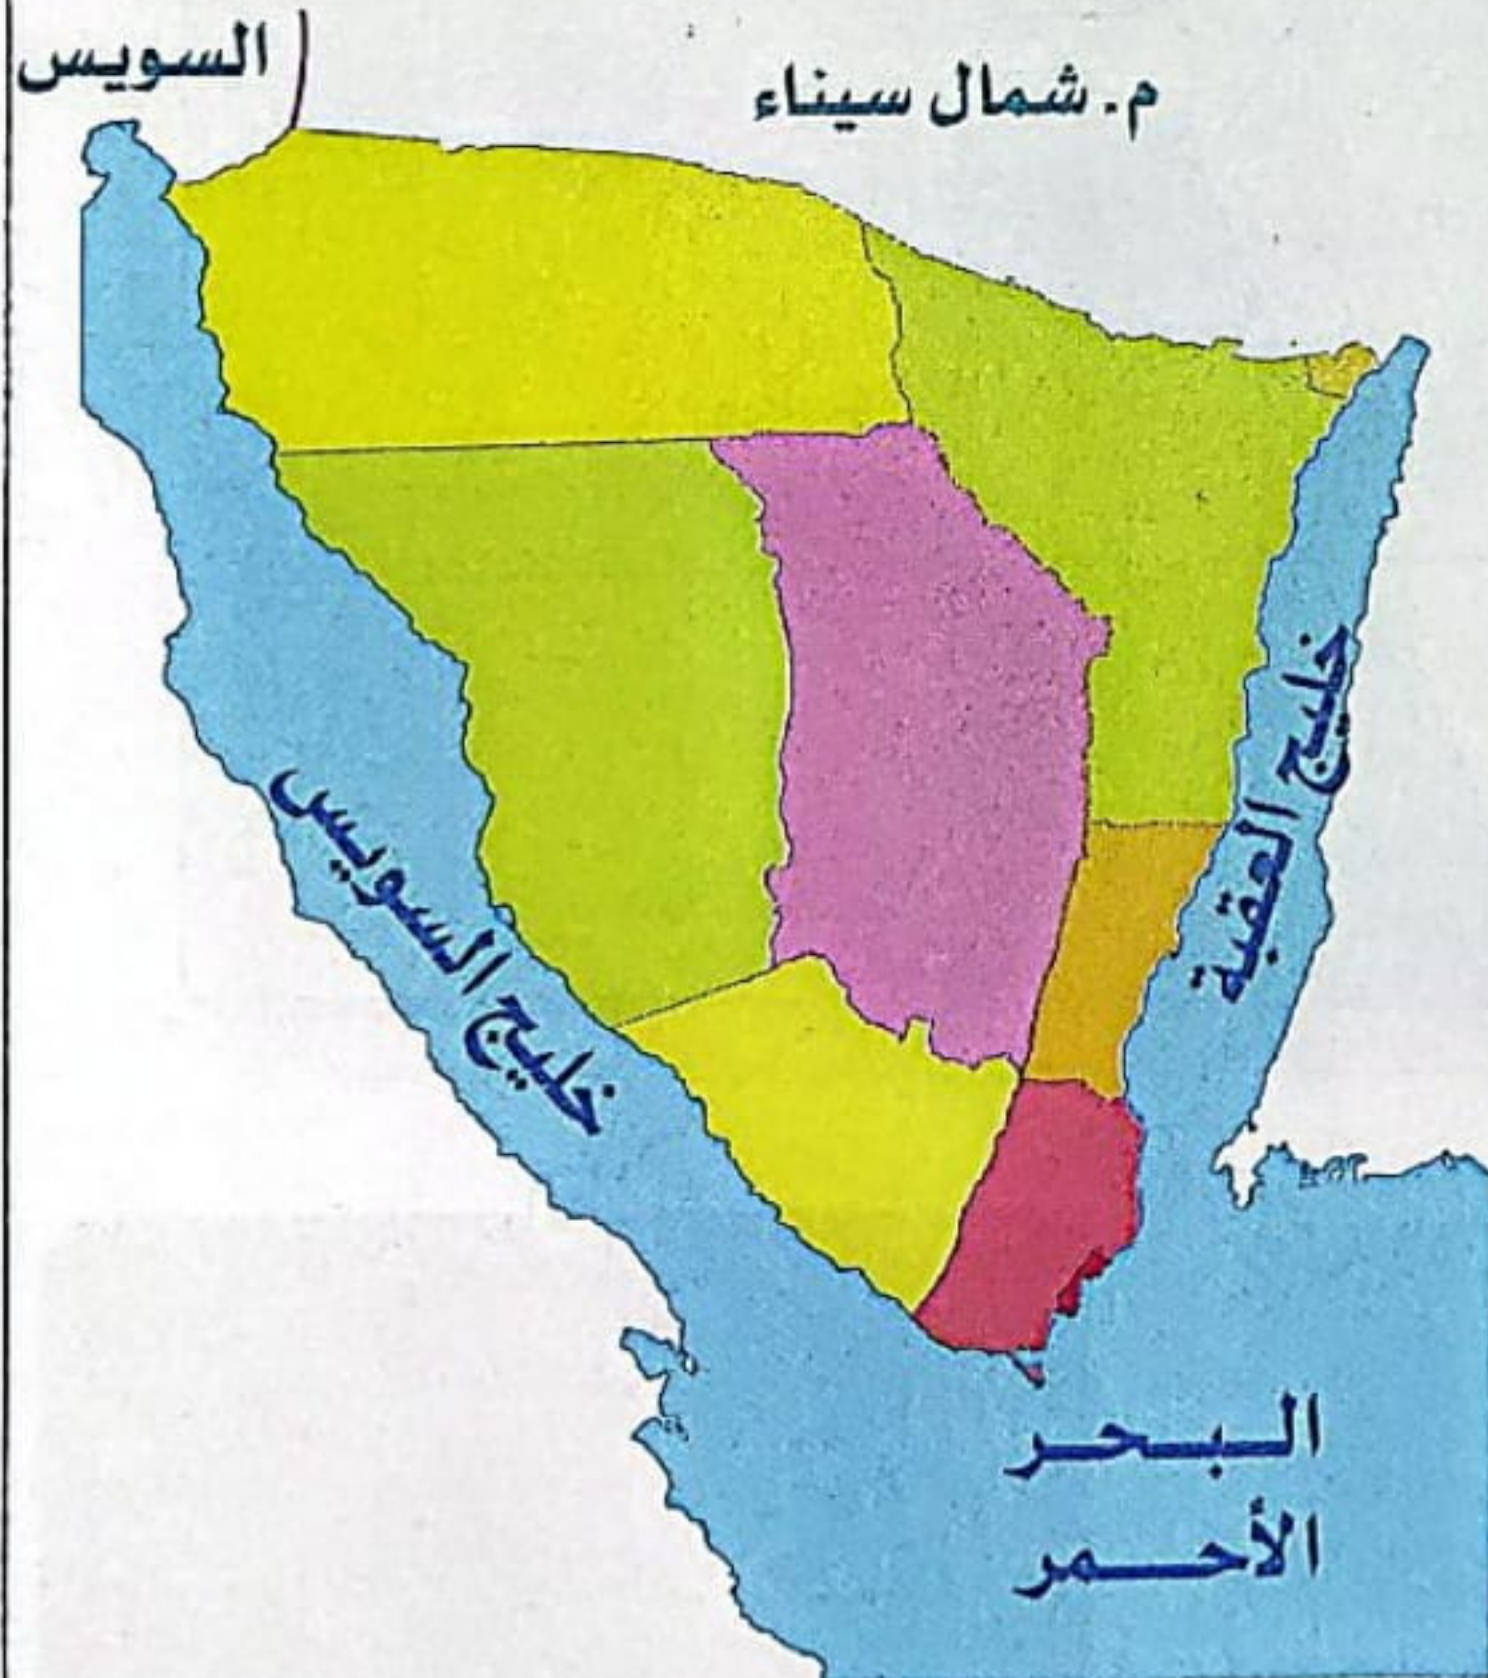 السويس
م. شمال سيناء
خليج العقبة
خليج السويس
البحر
الأحمر